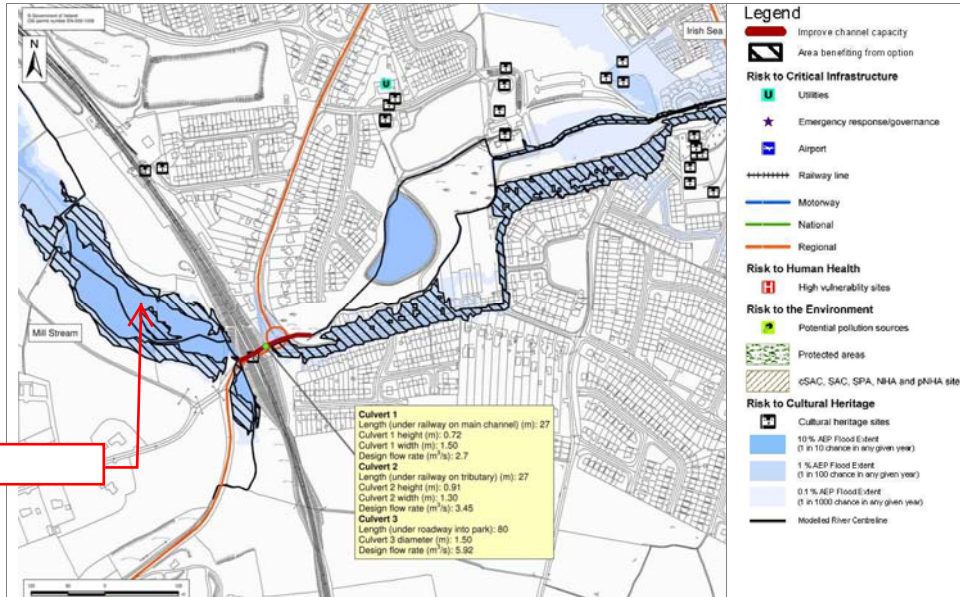 © Government of Ireland
N
Irish Sea
Mill Stream
Culvert 1
Length (under railway on main channel) (m): 27
Culvert 1 height (m): 0.72
Culvert 1 width (m): 1.50
Design flow rate (m³/s): 2.7
Culvert 2
Length (under railway on tributary) (m): 27
Culvert 2 height (m): 0.91
Culvert 2 width (m): 1.30
Design flow rate (m³/s): 3.45
Culvert 3
Length (under roadway into park): 80
Culvert 3 diameter (m): 1.50
Design flow rate (m³/s): 5.92
Legend
Improve channel capacity
Area benefiting from option
Risk to Critical Infrastructure
U Utilities
Emergency response/governance
Airport
Railway line
Motorway
National
Regional
Risk to Human Health
H High vulnerablity sites
Risk to the Environment
Potential pollution sources
Protected areas
cSAC, SAC, SPA, NHA and pNHA site
Risk to Cultural Heritage
Cultural heritage sites
10% AEP Flood Extent
(1 in 10 chance in any given year)
1% AEP Flood Extent
(1 in 100 chance in any given year)
0.1% AEP Flood Extent
(1 in 1000 chance in any given year)
Modelled River Centreline